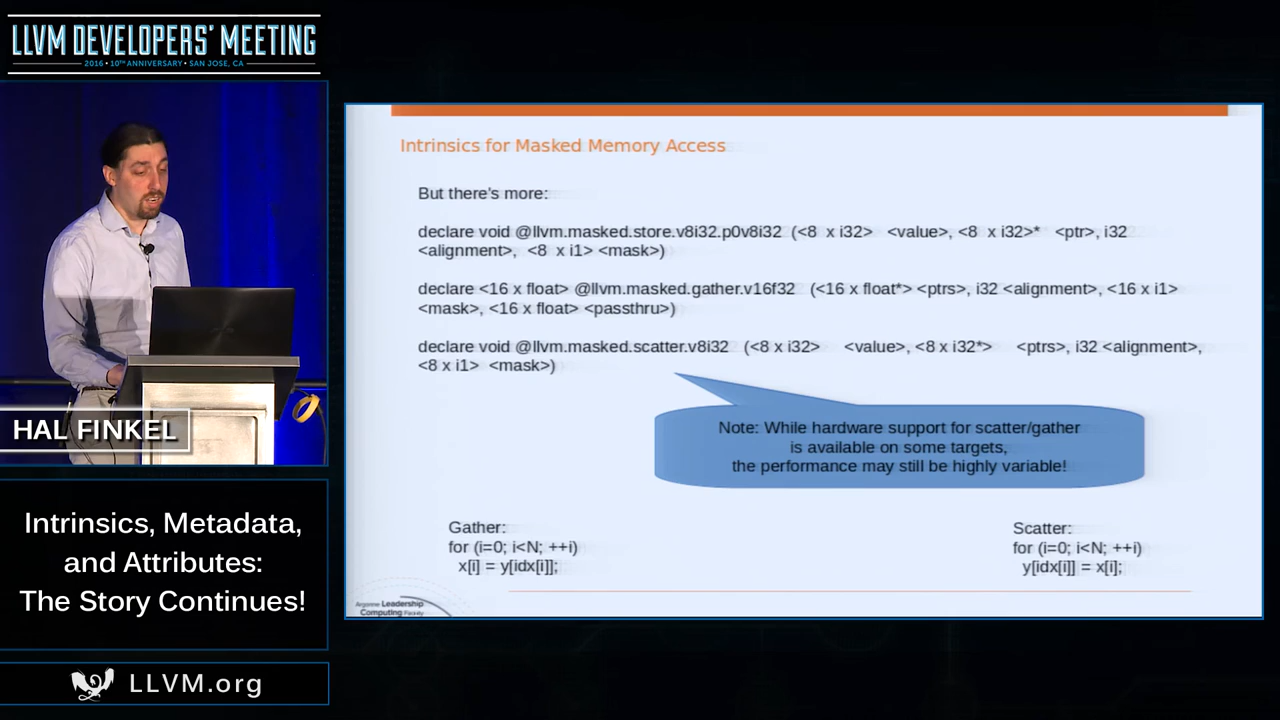 LLVM DEVELOPERS' MEETING
2016 • 10TH ANNIVERSARY • SAN JOSE, CA
HAL FINKEL
Intrinsics, Metadata,
and Attributes:
The Story Continues!
LLVM.org
Intrinsics for Masked Memory Access
But there's more:
declare void @llvm.masked.store.v8i32.p0v8i32 (<8 x i32> <value>, <8 x i32>* <ptr>, i32
<alignment>, <8 x i1> <mask>)
declare <16 x float> @llvm.masked.gather.v16f32 (<16 x float*> <ptrs>, i32 <alignment>, <16 x i1>
<mask>, <16 x float> <passthru>)
declare void @llvm.masked.scatter.v8i32 (<8 x i32> <value>, <8 x i32*> <ptrs>, i32 <alignment>,
<8 x i1> <mask>)
Note: While hardware support for scatter/gather
is available on some targets,
the performance may still be highly variable!
Gather:
for (i=0; i<N; ++i)
x[i] = y[idx[i]];
Scatter:
for (i=0; i<N; ++i)
y[idx[i]] = x[i];
Argonne Leadership
Computing Facility